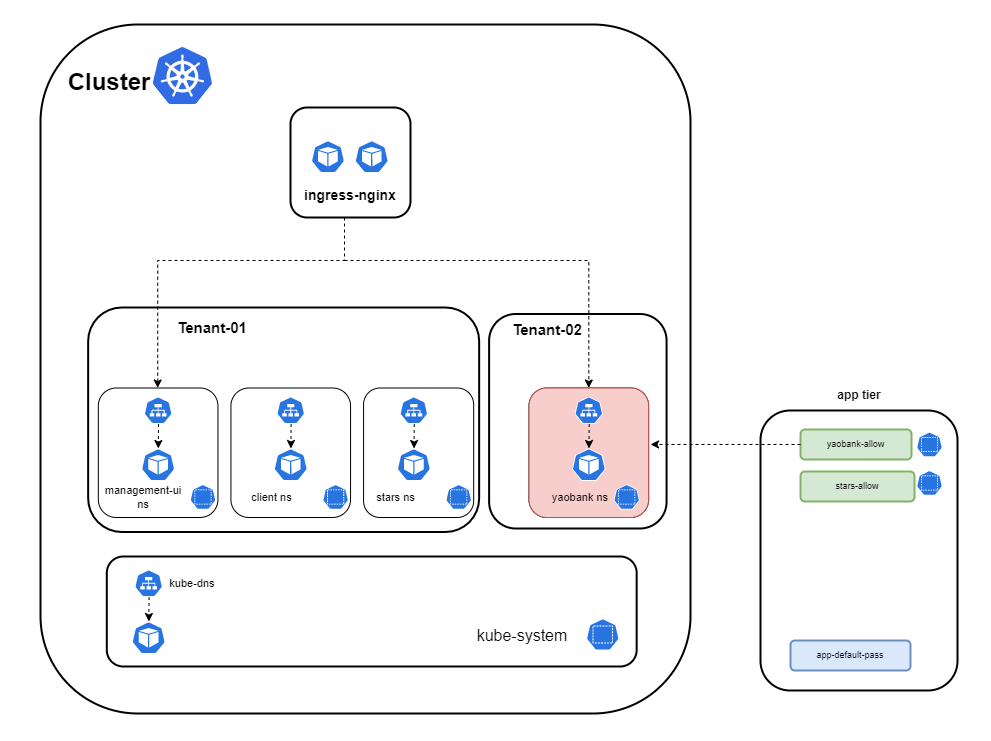 Cluster
ingress-nginx
Tenant-01
Tenant-02
management-ui
ns
client ns
stars ns
yaobank ns
kube-dns
kube-system
app tier
yaobank-allow
stars-allow
app-default-pass